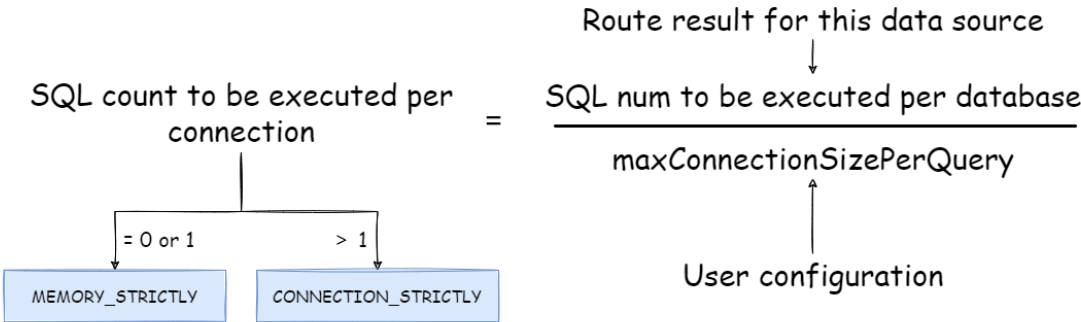 Route result for this data source
SQL count to be executed per
connection
=
SQL num to be executed per database
maxConnectionSizePerQuery
= 0 or 1
> 1
MEMORY_STRICTLY
CONNECTION_STRICTLY
User configuration